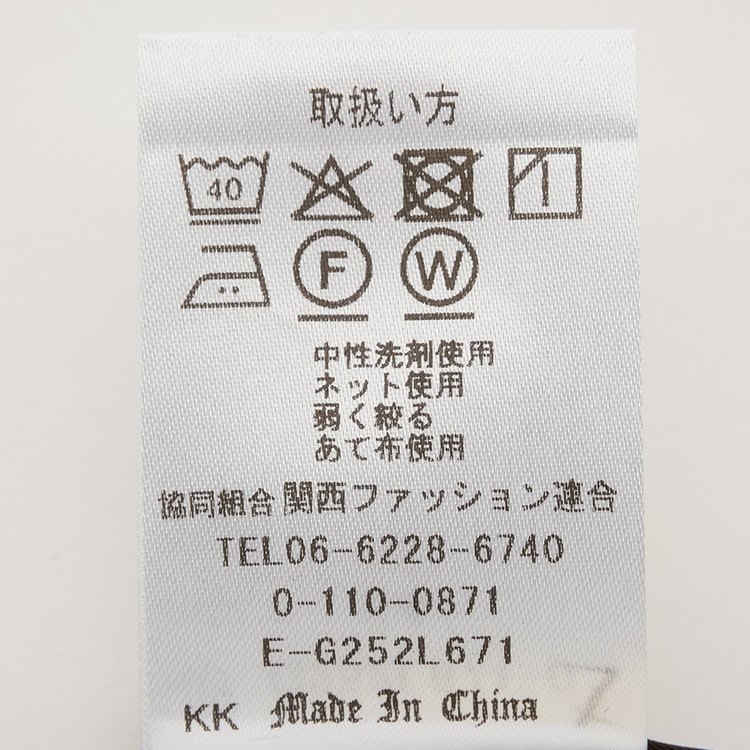 取扱い方
40
F W
中性洗剤使用
ネット使用
弱く絞る
あて布使用
協同組合 関西ファッション連合
TEL06-6228-6740
0-110-0871
E-G252L671
KK Made In China